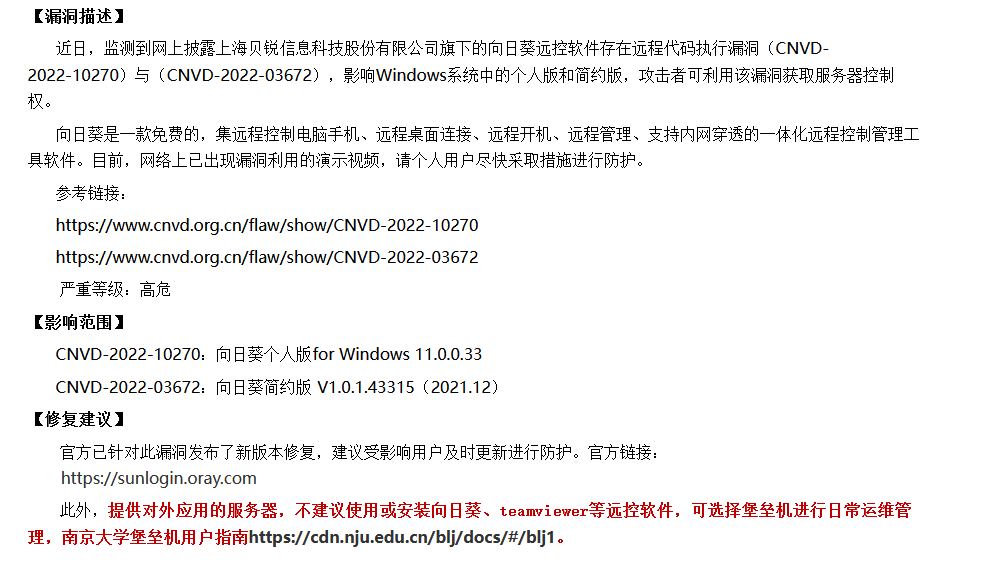 【漏洞描述】
近日，监测到网上披露上海贝锐信息科技股份有限公司旗下的向日葵远控软件存在远程代码执行漏洞（CNVD-
2022-10270）与（CNVD-2022-03672），影响Windows系统中的个人版和简约版，攻击者可利用该漏洞获取服务器控制
权。
向日葵是一款免费的，集远程控制电脑手机、远程桌面连接、远程开机、远程管理、支持内网穿透的一体化远程控制管理工
具软件。目前，网络上已出现漏洞利用的演示视频，请个人用户尽快采取措施进行防护。
参考链接：
https://www.cnvd.org.cn/flaw/show/CNVD-2022-10270
https://www.cnvd.org.cn/flaw/show/CNVD-2022-03672
严重等级：高危
【影响范围】
CNVD-2022-10270：向日葵个人版for Windows 11.0.0.33
CNVD-2022-03672：向日葵简约版 V1.0.1.43315（2021.12）
【修复建议】
官方已针对此漏洞发布了新版本修复，建议受影响用户及时更新进行防护。官方链接：
https://sunlogin.oray.com
此外，提供对外应用的服务器，不建议使用或安装向日葵、teamviewer等远控软件，可选择堡垒机进行日常运维管
理，南京大学堡垒机用户指南https://cdn.nju.edu.cn/blj/docs/#/blj1。